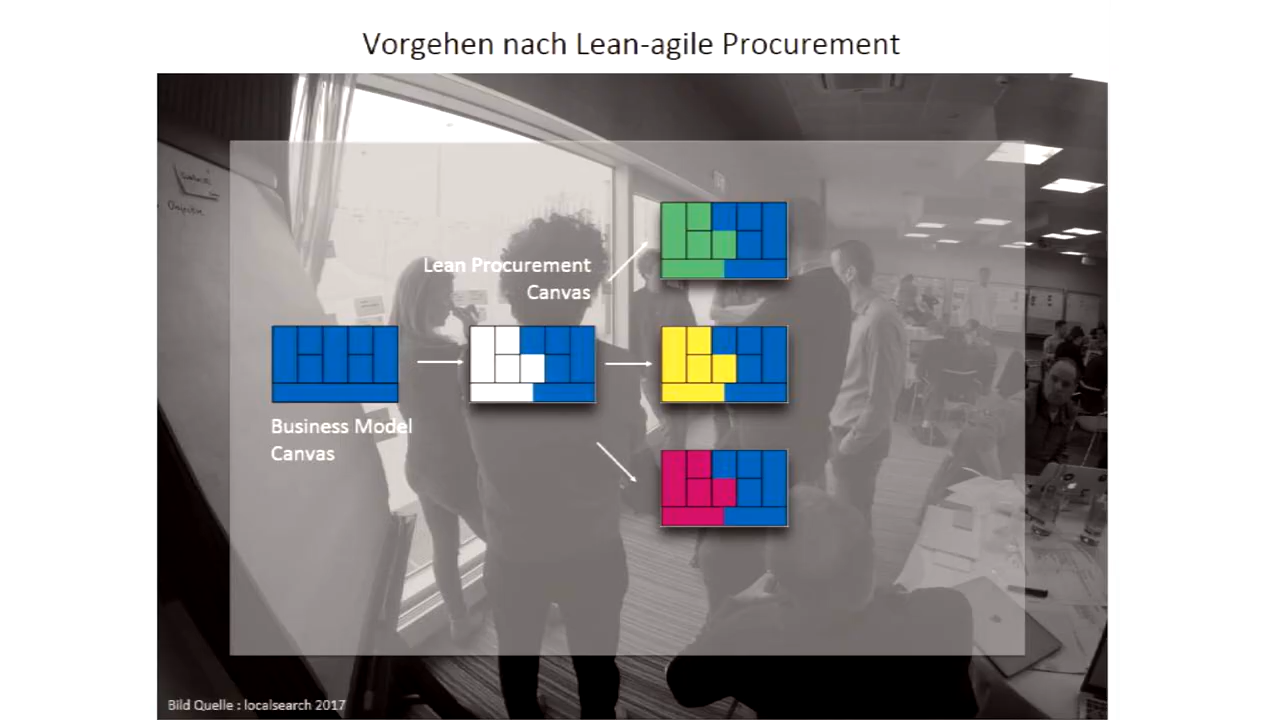 Vorgehen nach Lean-agile Procurement
Lean Procurement
Canvas
Business Model
Canvas
Bild Quelle : localsearch 2017